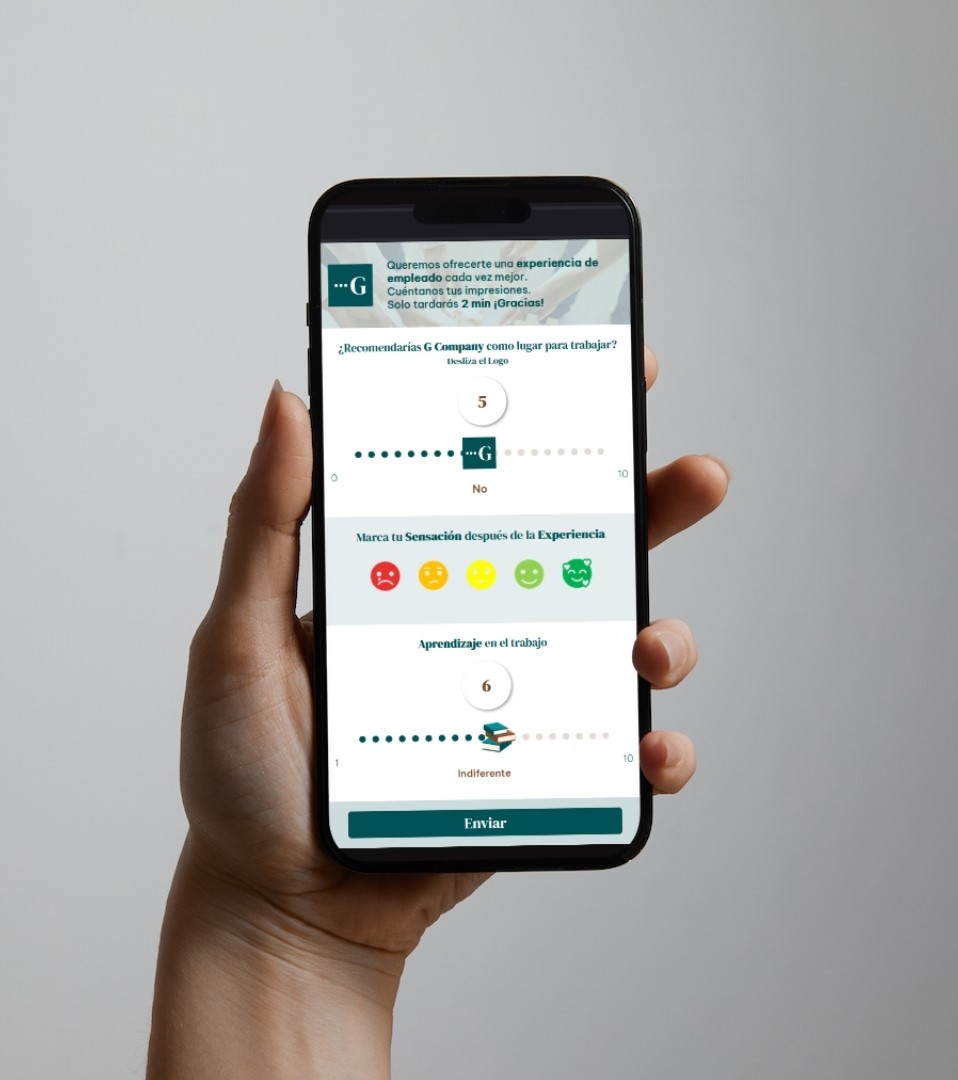 ···G
Queremos ofrecerte una experiencia de
empleado cada vez mejor.
Cuéntanos tus impresiones.
Solo tardarás 2 min ¡Gracias!
¿Recomendarías G Company como lugar para trabajar?
Desliza el Logo
5
···G
0
10
No
Marca tu Sensación después de la Experiencia
Aprendizaje en el trabajo
6
1
10
Indiferente
Enviar